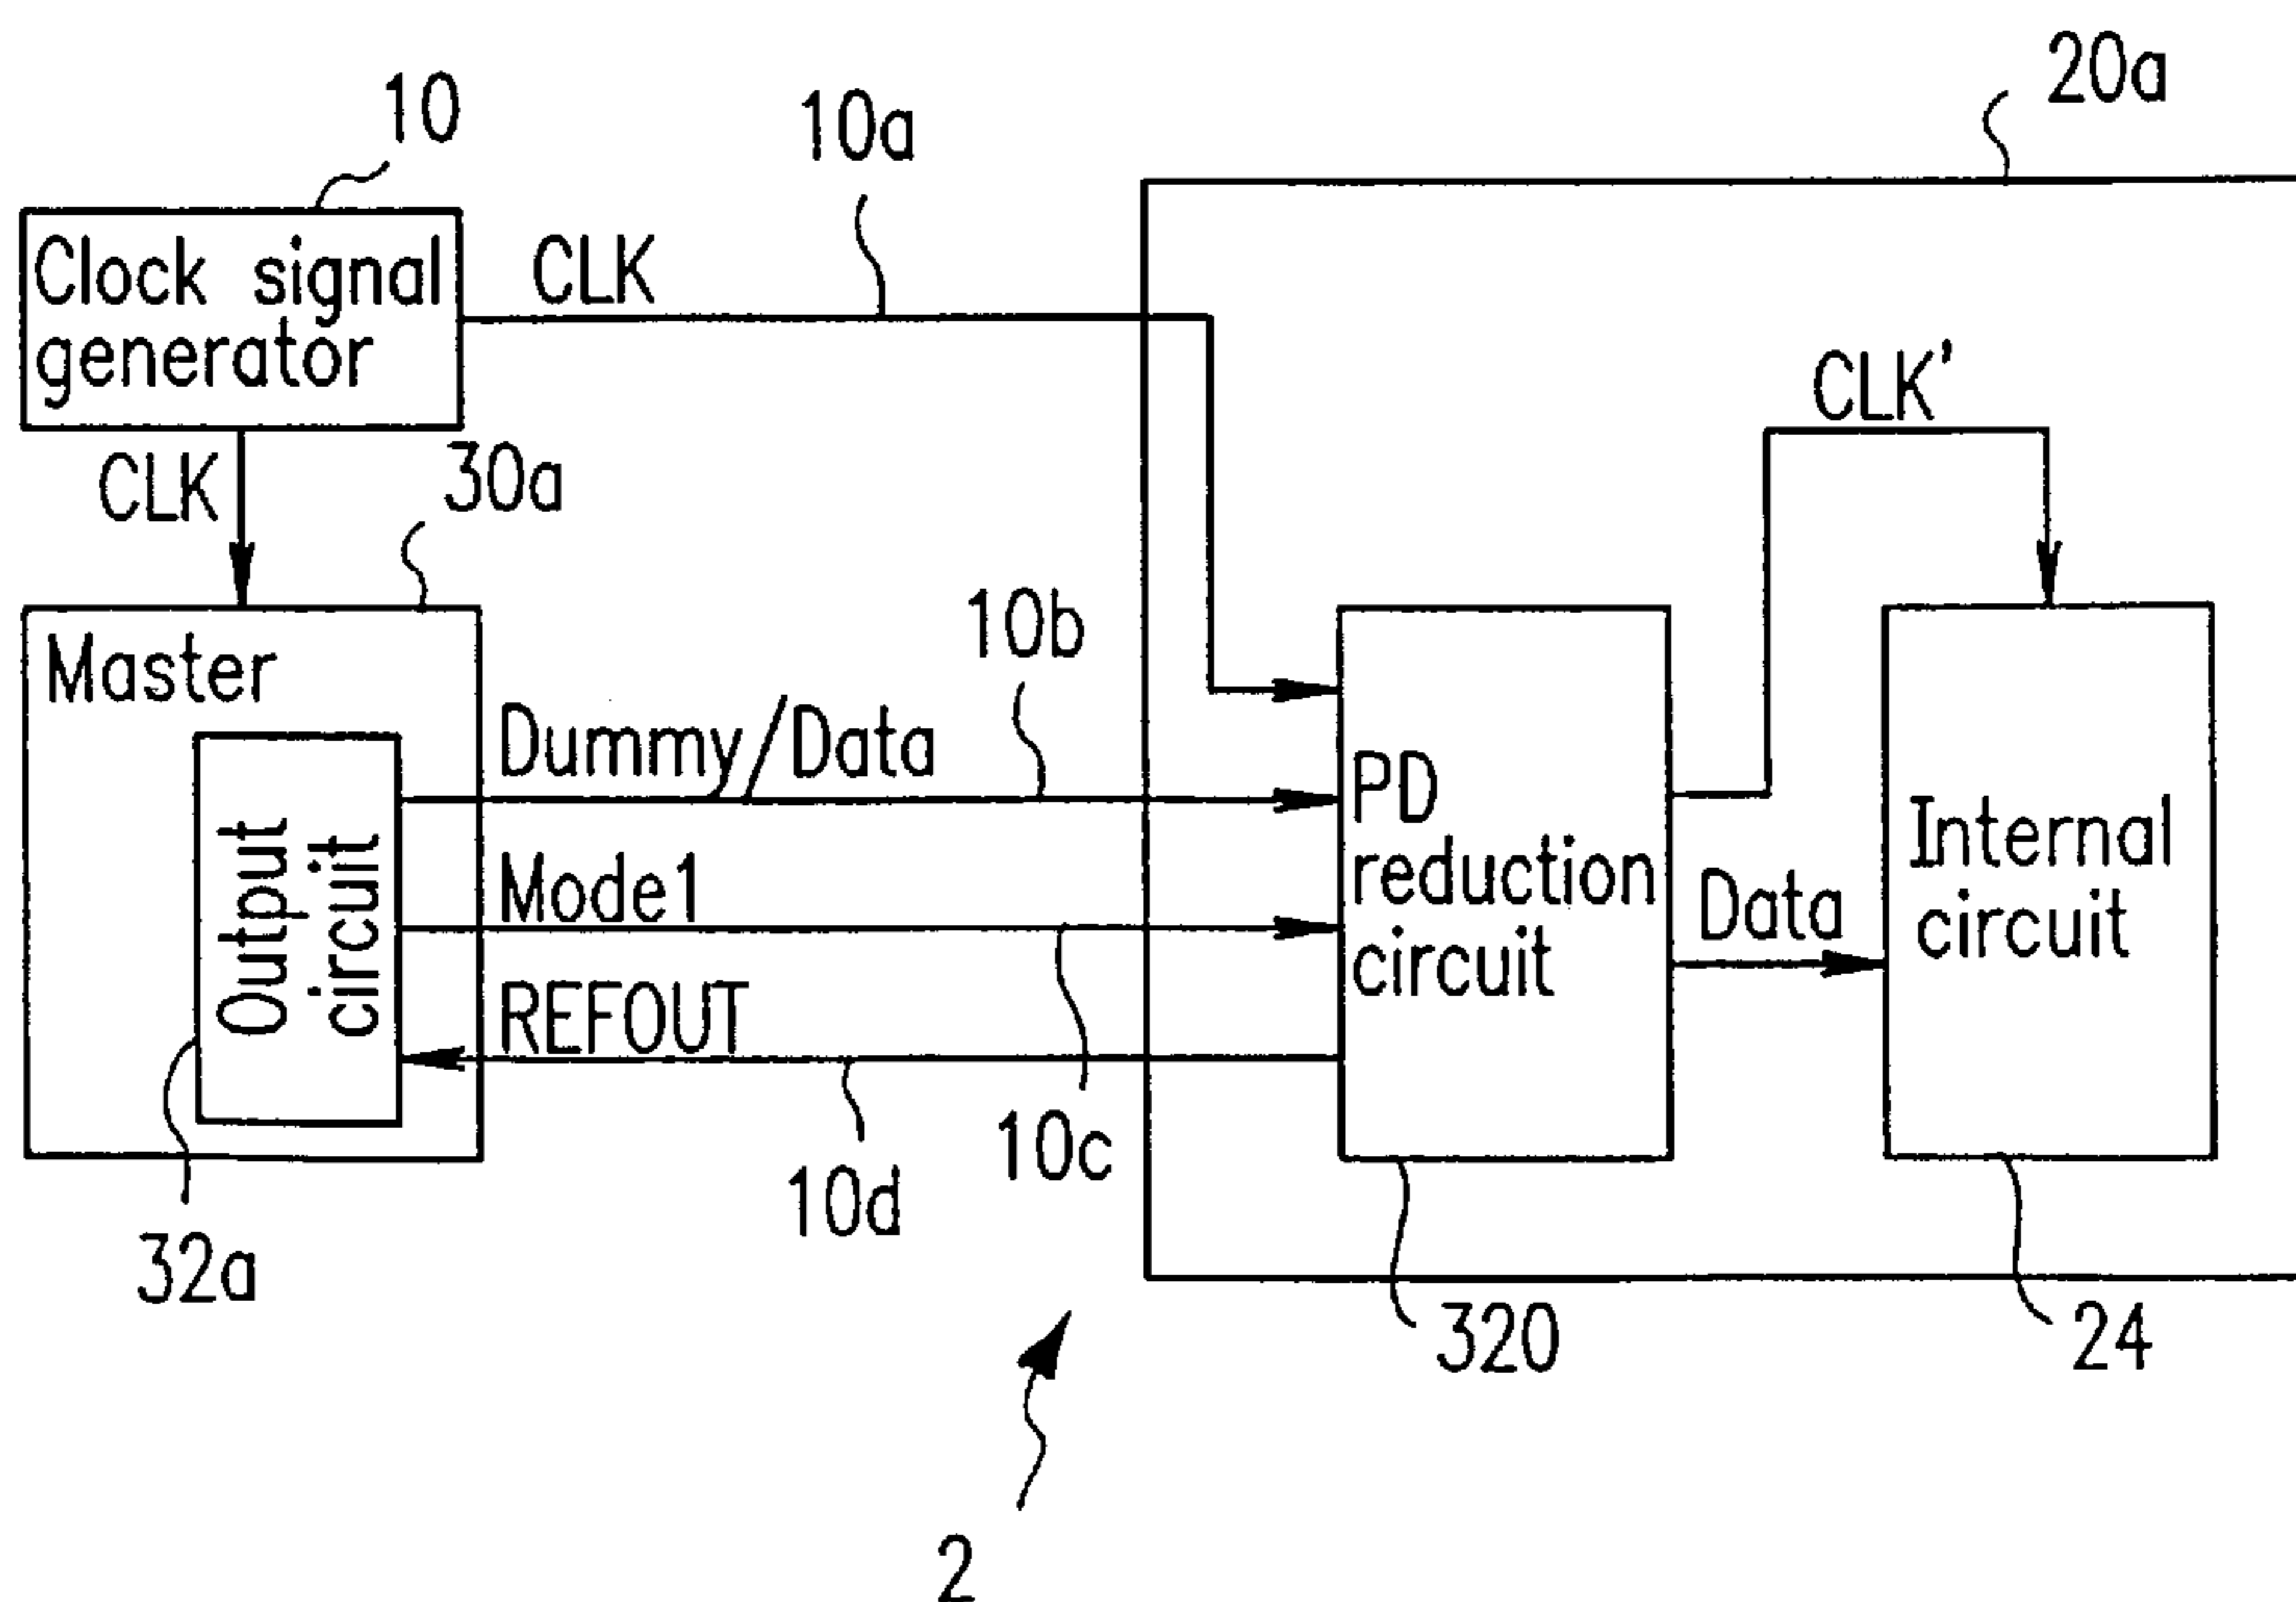 20a
10
10a
Clock signal
generator
CLK
CLK'
CLK
30a
10b
Master
Dummy/Data
PD
reduction
circuit
Output
circuit
Mode1
Internal
circuit
Data
REFOUT
10c
10d
32a
320
24
2